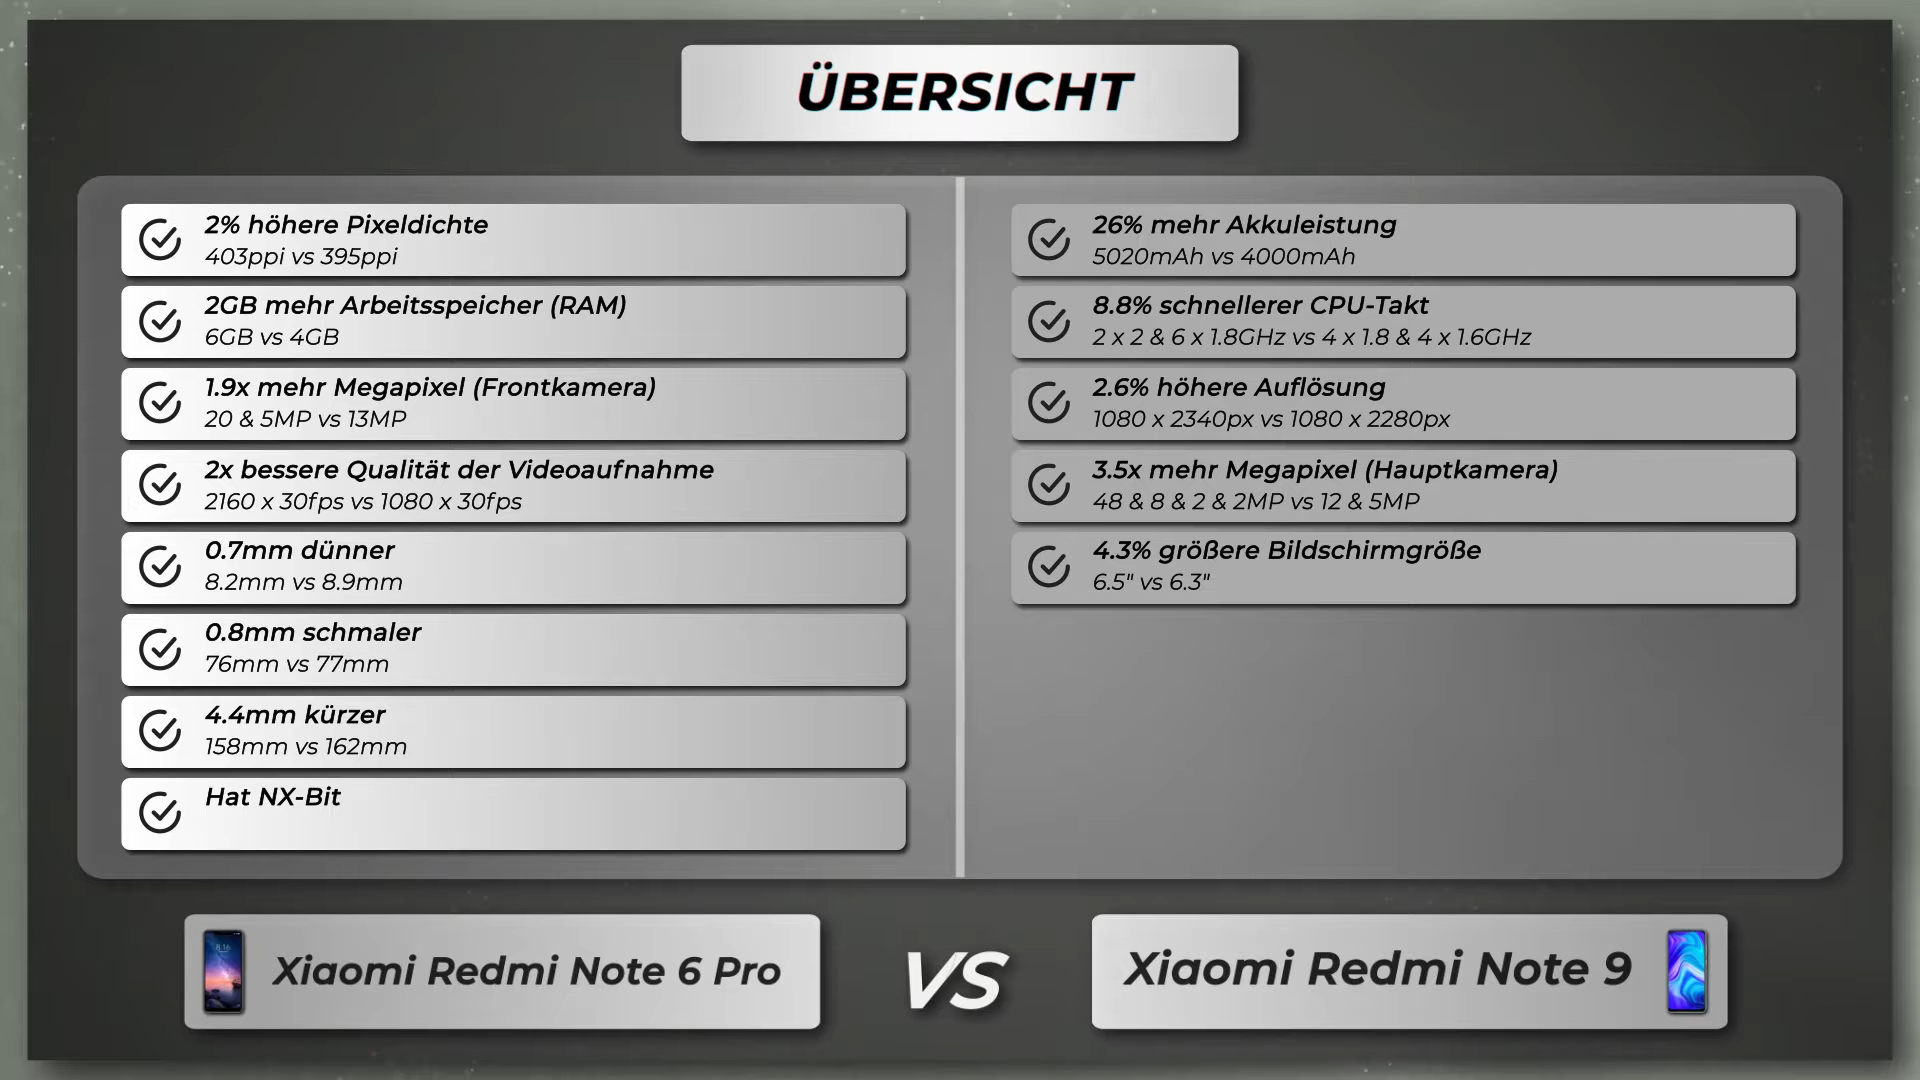 ÜBERSICHT
2% höhere Pixeldichte
403ppi vs 395ppi
2GB mehr Arbeitsspeicher (RAM)
6GB vs 4GB
1.9x mehr Megapixel (Frontkamera)
20 & 5MP vs 13MP
2x bessere Qualität der Videoaufnahme
2160 x 30fps vs 1080 x 30fps
0.7mm dünner
8.2mm vs 8.9mm
0.8mm schmaler
76mm vs 77mm
4.4mm kürzer
158mm vs 162mm
Hat NX-Bit
26% mehr Akkuleistung
5020mAh vs 4000mAh
8.8% schnellerer CPU-Takt
2 x 2 & 6 x 1.8GHz vs 4 x 1.8 & 4 x 1.6GHz
2.6% höhere Auflösung
1080 x 2340px vs 1080 x 2280px
3.5x mehr Megapixel (Hauptkamera)
48 & 8 & 2 & 2MP vs 12 & 5MP
4.3% größere Bildschirmgröße
6.5" vs 6.3"
8:16
Xiaomi Redmi Note 6 Pro
VS
Xiaomi Redmi Note 9